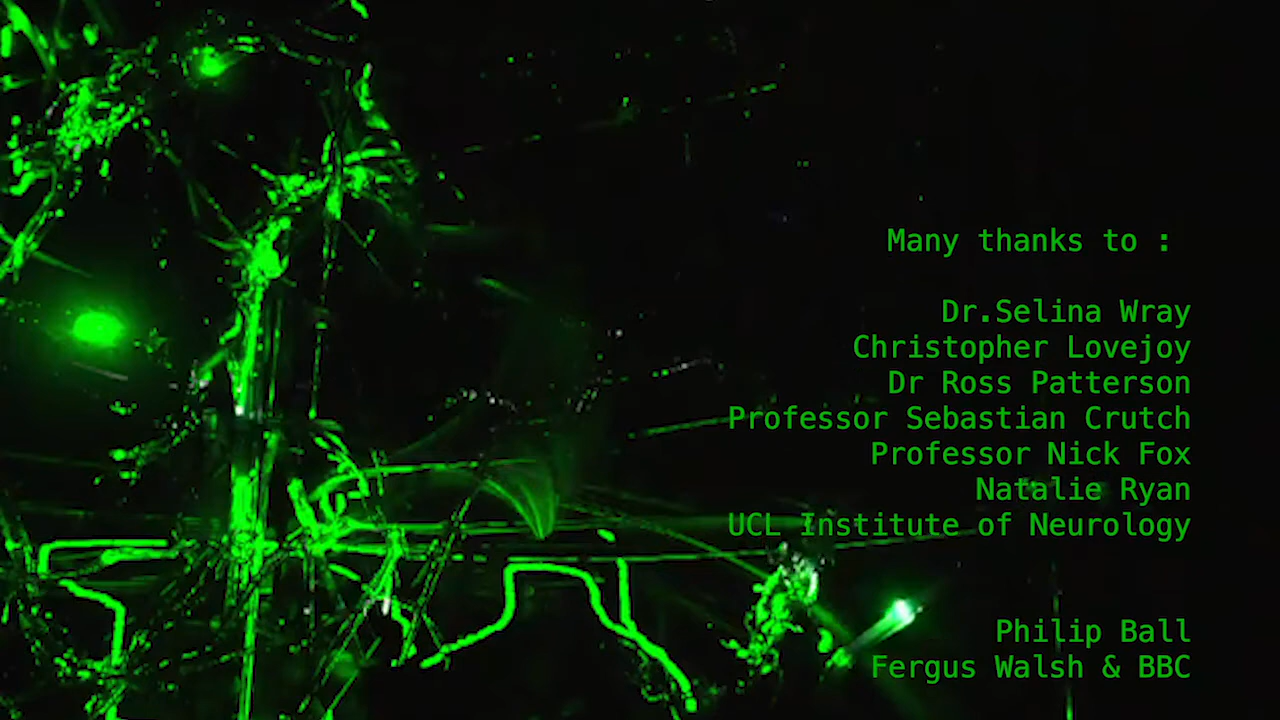 Many thanks to :
Dr.Selina Wray
Christopher Lovejoy
Dr Ross Patterson
Professor Sebastian Crutch
Professor Nick Fox
Natalie Ryan
UCL Institute of Neurology
Philip Ball
Fergus Walsh & BBC